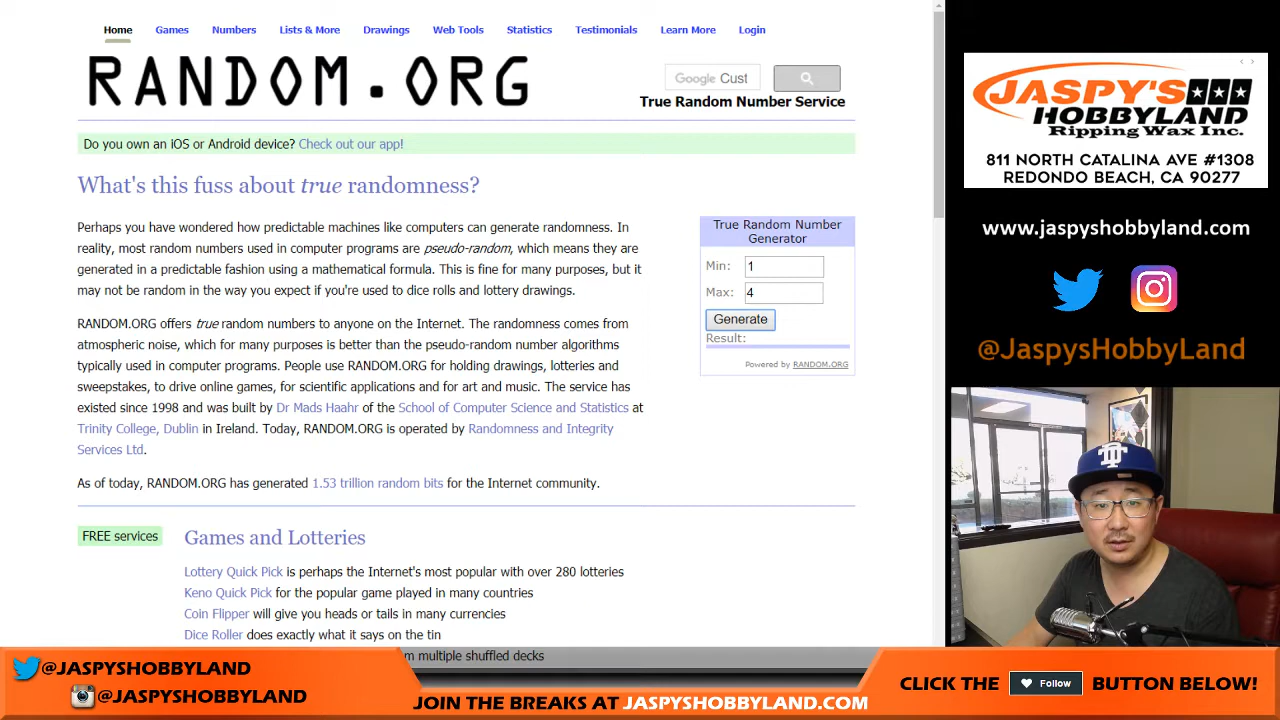 Home Games Numbers Lists & More Drawings Web Tools Statistics Testimonials Learn More Login
RANDOM.ORG
Google Cust
True Random Number Service
Do you own an iOS or Android device? Check out our app!
What's this fuss about true randomness?
Perhaps you have wondered how predictable machines like computers can generate randomness. In
reality, most random numbers used in computer programs are pseudo-random, which means they are
generated in a predictable fashion using a mathematical formula. This is fine for many purposes, but it
may not be random in the way you expect if you're used to dice rolls and lottery drawings.
RANDOM.ORG offers true random numbers to anyone on the Internet. The randomness comes from
atmospheric noise, which for many purposes is better than the pseudo-random number algorithms
typically used in computer programs. People use RANDOM.ORG for holding drawings, lotteries and
sweepstakes, to drive online games, for scientific applications and for art and music. The service has
existed since 1998 and was built by Dr Mads Haahr of the School of Computer Science and Statistics at
Trinity College, Dublin in Ireland. Today, RANDOM.ORG is operated by Randomness and Integrity
Services Ltd.
As of today, RANDOM.ORG has generated 1.53 trillion random bits for the Internet community.
True Random Number
Generator
Min: 1
Max: 4
Generate
Result:
Powered by RANDOM.ORG
FREE services
Games and Lotteries
Lottery Quick Pick is perhaps the Internet's most popular with over 280 lotteries
Keno Quick Pick for the popular game played in many countries
Coin Flipper will give you heads or tails in many currencies
Dice Roller does exactly what it says on the tin
m multiple shuffled decks
JASPY'S
HOBBYLAND
Ripping Wax Inc.
811 NORTH CATALINA AVE #1308
REDONDO BEACH, CA 90277
www.jaspyshobbyland.com
@JaspysHobbyLand
@JASPYSHOBBYLAND
@JASPYSHOBBYLAND
JOIN THE BREAKS AT JASPYSHOBBYLAND.COM
CLICK THE Follow BUTTON BELOW!